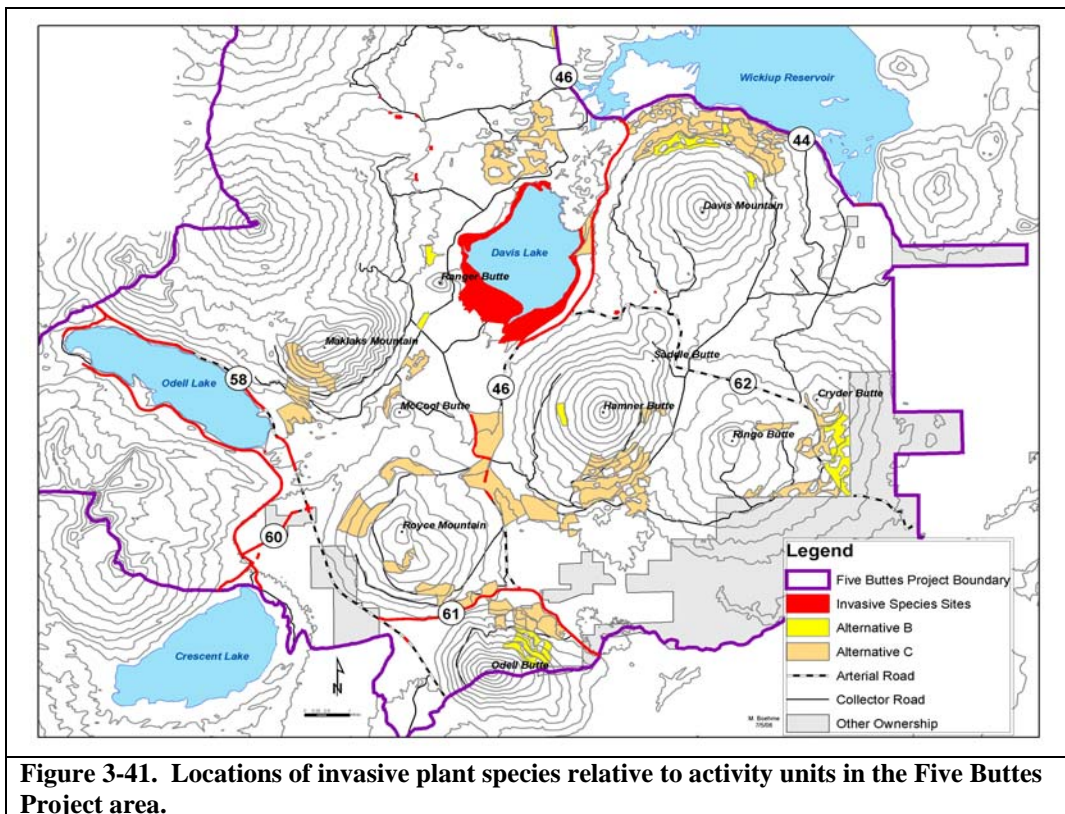 46
Wickiup Reservoir
44
Davis Mountain
Davis Lake
Ranger Butte
Maklaks Mountain
Saddle Butte
Odell Lake
58
46
62
Cryder Butte
McCool Butte
Hamner Butte
Ringo Butte
Royce Mountain
60
61
Crescent Lake
Odell Butte
N
Legend
Five Buttes Project Boundary
Invasive Species Sites
Alternative B
Alternative C
Arterial Road
Collector Road
Other Ownership
Figure 3-41. Locations of invasive plant species relative to activity units in the Five Buttes
Project area.